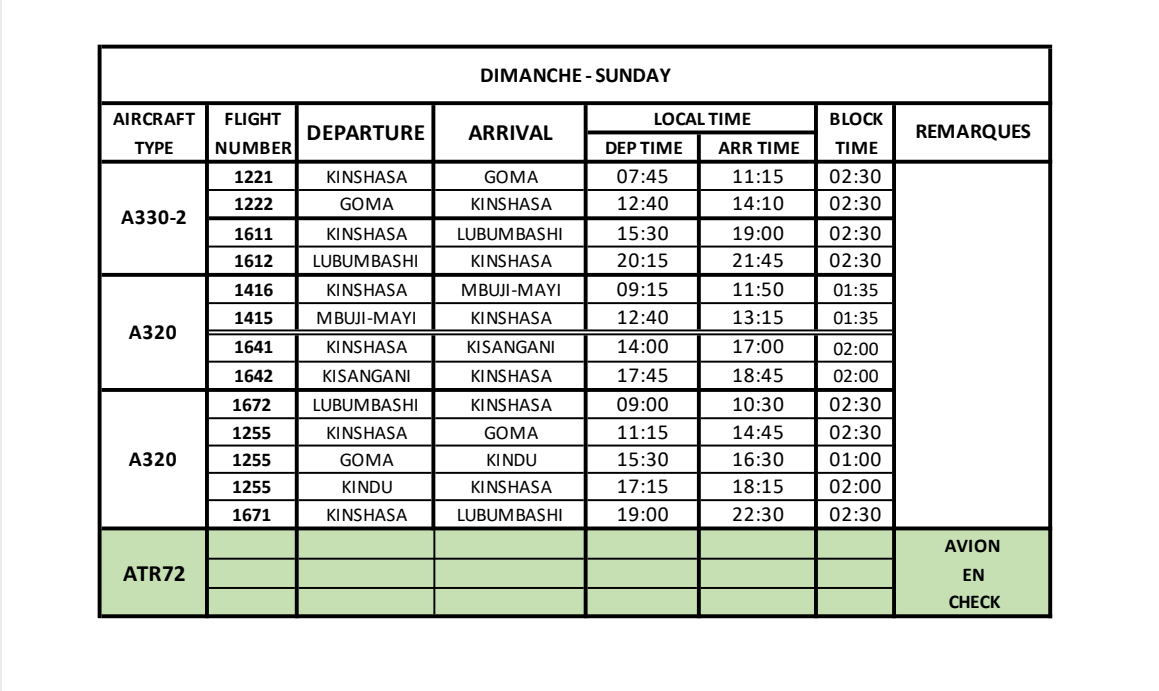 DIMANCHE - SUNDAY
AIRCRAFT TYPE FLIGHT NUMBER DEPARTURE ARRIVAL LOCAL TIME DEP TIME ARR TIME BLOCK TIME REMARQUES
A330-2
1221 KINSHASA GOMA 07:45 11:15 02:30
1222 GOMA KINSHASA 12:40 14:10 02:30
1611 KINSHASA LUBUMBASHI 15:30 19:00 02:30
1612 LUBUMBASHI KINSHASA 20:15 21:45 02:30
A320
1416 KINSHASA MBUJI-MAYI 09:15 11:50 01:35
1415 MBUJI-MAYI KINSHASA 12:40 13:15 01:35
1641 KINSHASA KISANGANI 14:00 17:00 02:00
1642 KISANGANI KINSHASA 17:45 18:45 02:00
A320
1672 LUBUMBASHI KINSHASA 09:00 10:30 02:30
1255 KINSHASA GOMA 11:15 14:45 02:30
1255 GOMA KINDU 15:30 16:30 01:00
1255 KINDU KINSHASA 17:15 18:15 02:00
1671 KINSHASA LUBUMBASHI 19:00 22:30 02:30
ATR72
AVION
EN
CHECK